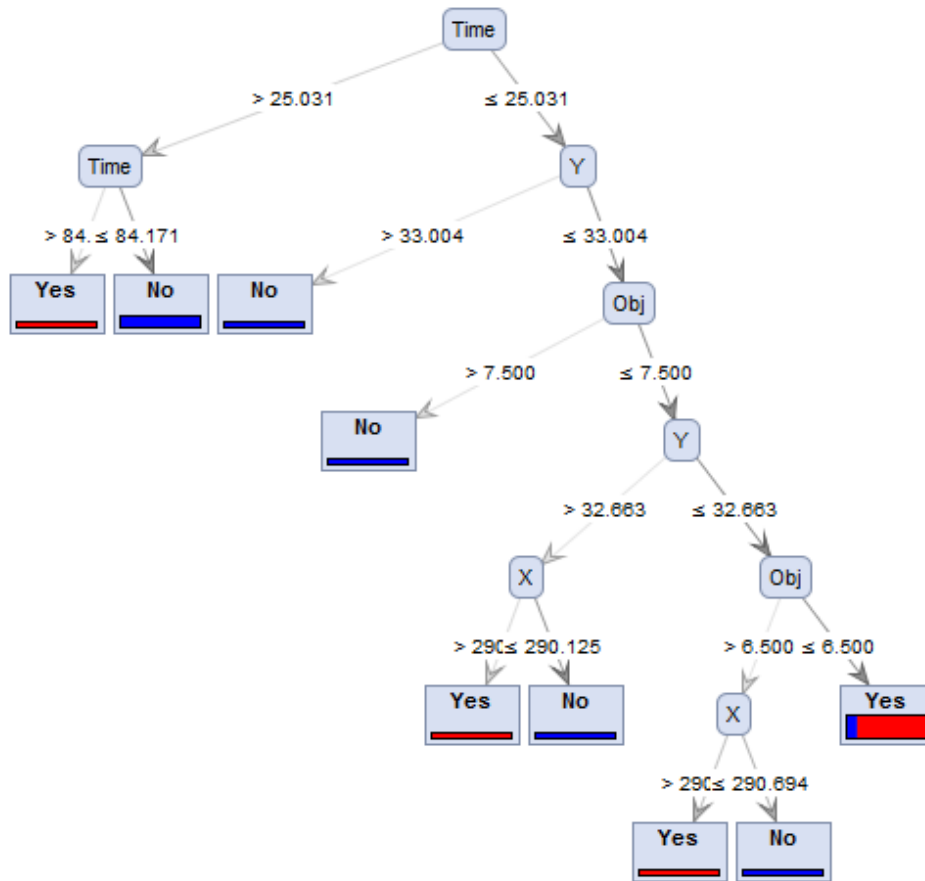 Time
> 25.031 ≤ 25.031
Time Y
> 84. ≤ 84.171 > 33.004 ≤ 33.004
Yes No No Obj
> 7.500 ≤ 7.500
No Y
> 32.663 ≤ 32.663
X Obj
> 290 ≤ 290.125 > 6.500 ≤ 6.500
Yes No X Yes
> 290 ≤ 290.694
Yes No